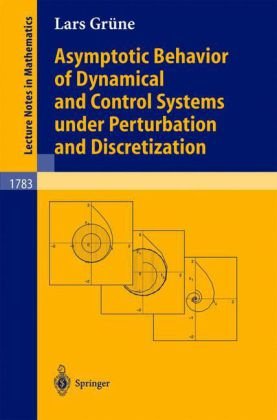 Lars Grüne
Asymptotic Behavior
of Dynamical
and Control Systems
under Perturbation
and Discretization
Lecture Notes in Mathematics
1783
Springer